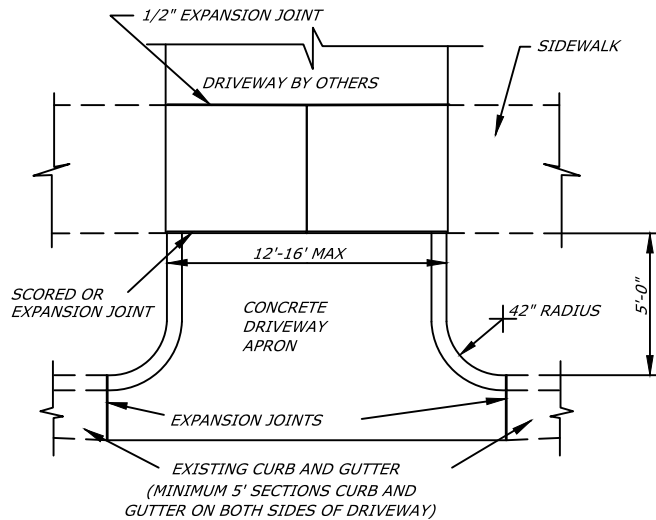 1/2" EXPANSION JOINT
SIDEWALK
DRIVEWAY BY OTHERS
12'-16' MAX
SCORED OR
EXPANSION JOINT
CONCRETE
DRIVEWAY
APRON
42" RADIUS
5'-0"
EXPANSION JOINTS
EXISTING CURB AND GUTTER
(MINIMUM 5' SECTIONS CURB AND
GUTTER ON BOTH SIDES OF DRIVEWAY)